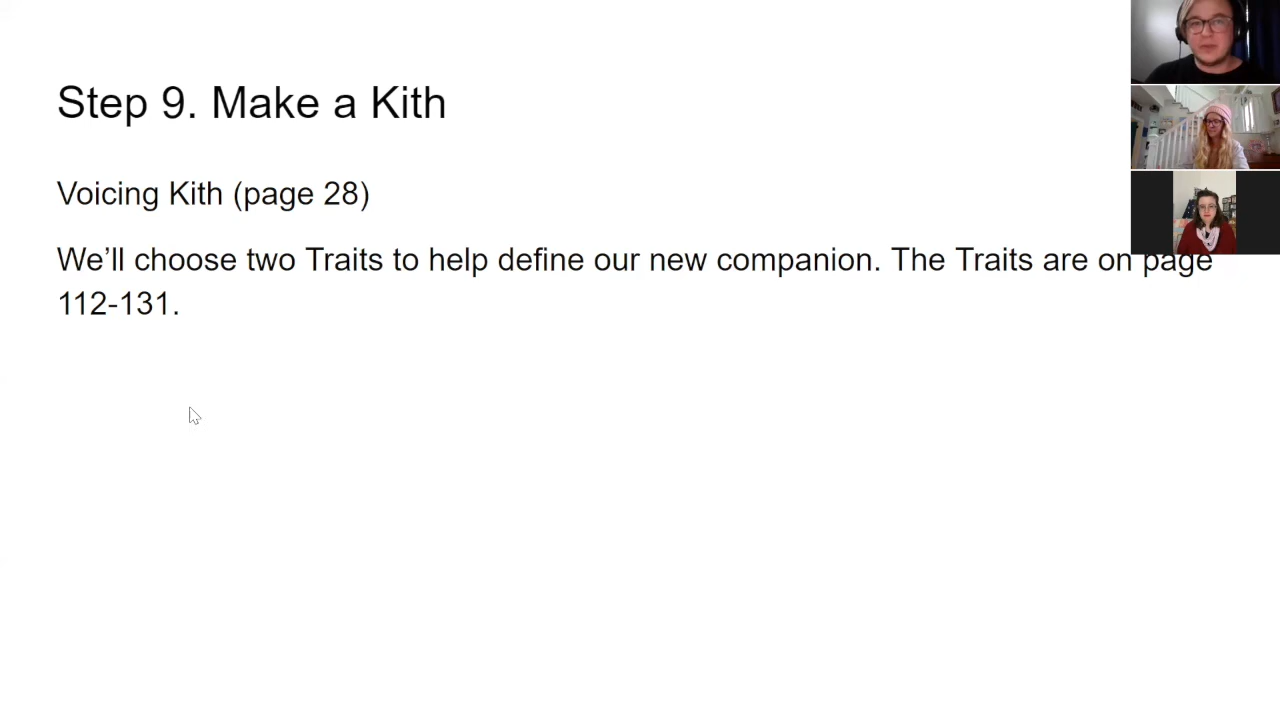 Step 9. Make a Kith
Voicing Kith (page 28)
We’ll choose two Traits to help define our new companion. The Traits are on page
112-131.